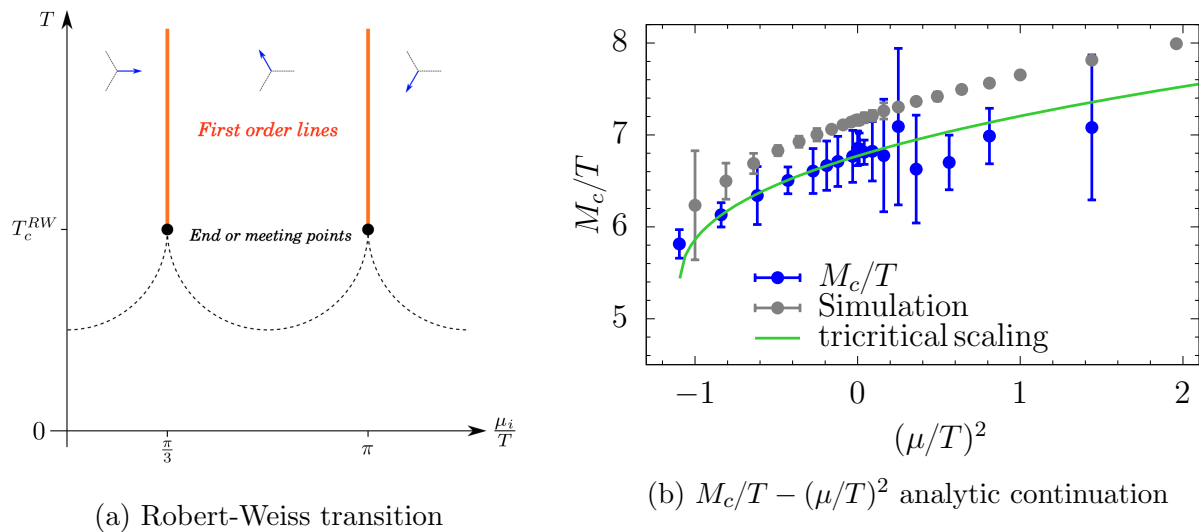 T
First order lines
T_c^{RW}
End or meeting points
0
π/3
π
μ_i/T
(a) Robert-Weiss transition
8
7
6
5
M_c/T
M_c/T
Simulation
tricritical scaling
−1
0
1
2
(μ/T)^2
(b) M_c/T − (μ/T)^2 analytic continuation